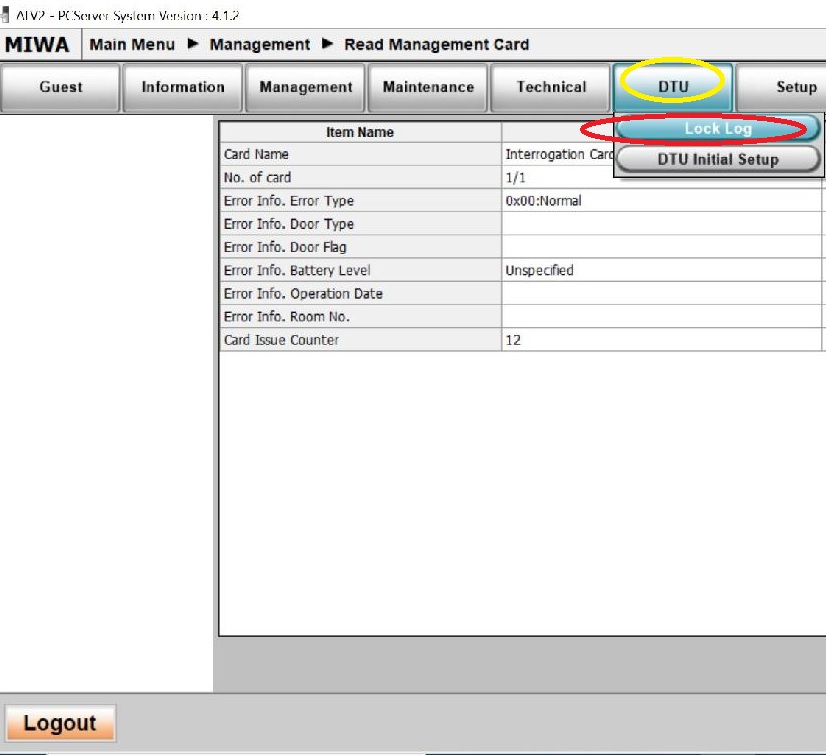 ALV2 - PCServer System Version : 4.1.2
MIWA Main Menu ▶ Management ▶ Read Management Card
Guest Information Management Maintenance Technical DTU Setup
Lock Log
DTU Initial Setup
Item Name
Card Name Interrogation Card
No. of card 1/1
Error Info. Error Type 0x00:Normal
Error Info. Door Type
Error Info. Door Flag
Error Info. Battery Level Unspecified
Error Info. Operation Date
Error Info. Room No.
Card Issue Counter 12
Logout